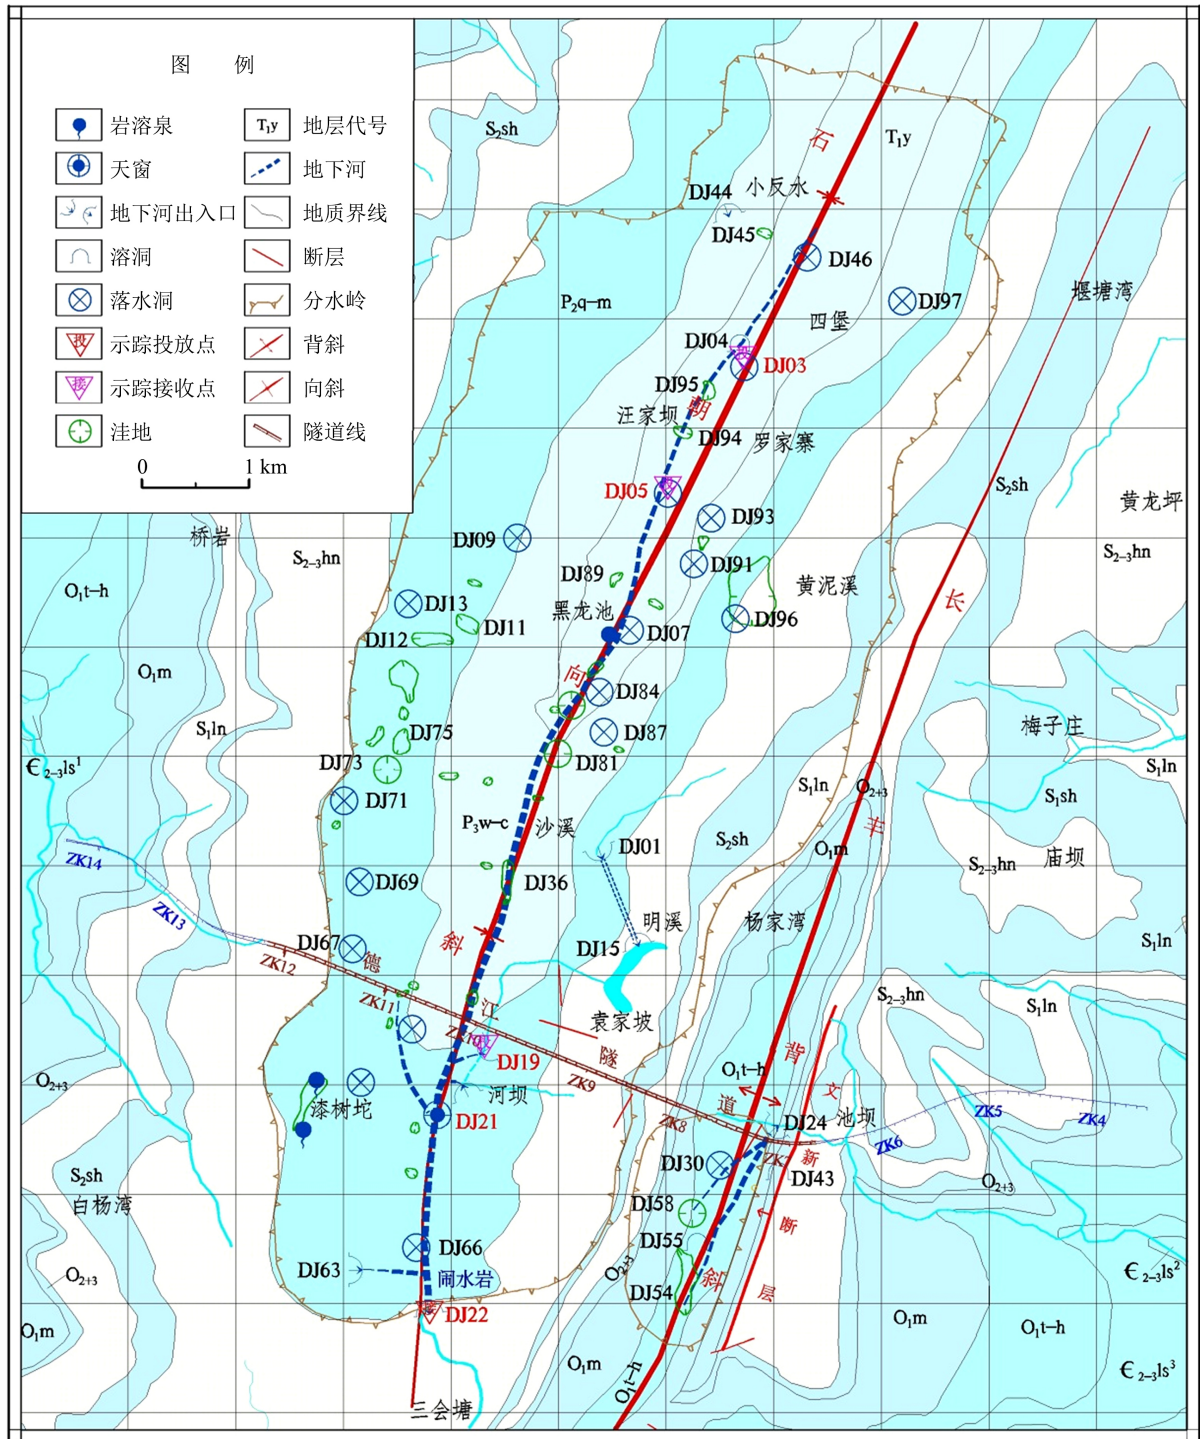 图 例
岩溶泉
天窗
地下河出入口
溶洞
落水洞
投 示踪投放点
接 示踪接收点
洼地
T₁y 地层代号
地下河
地质界线
断层
分水岭
背斜
向斜
隧道线
0 1 km
S₂sh
石
T₁y
DJ44 小反水
DJ45
DJ46
DJ97
堰塘湾
P₂q−m
四堡
DJ04
DJ03
DJ95
朝
汪家坝
DJ94 罗家寨
DJ05
S₂sh
黄龙坪
DJ93
桥岩
DJ09
S₂₋₃hn
S₂₋₃hn
DJ91
O₁t−h
DJ89
黄泥溪
DJ13
黑龙池
长
DJ11
DJ12
DJ07
DJ96
O₁m
向
DJ84
S₁ln
DJ75
DJ87
梅子庄
DJ73
DJ81
Є₂₋₃ls¹
S₁ln
S₁ln
DJ71
O₂₊₃
S₁sh
P₃w−c 沙溪
丰
S₂sh
DJ01
O₁m
ZK14
S₂₋₃hn 庙坝
DJ69
DJ36
ZK13
明溪 杨家湾
DJ67
斜
DJ15
S₁ln
德
ZK12
ZK11
S₂₋₃hn
S₁ln
江
袁家坡
ZK10
DJ19
隧
背
O₂₊₃
ZK9
O₁t−h
漆树坨
河坝
文
ZK5
ZK4
DJ21
道
DJ24 池坝
ZK8
ZK6
DJ30
ZK7 新
DJ43
S₂sh
白杨湾
O₂₊₃
DJ58
断
DJ66
DJ55
DJ63
闹水岩
O₂₊₃
O₂₊₃
斜
Є₂₋₃ls²
DJ54
层
接 DJ22
O₁m
O₁m
O₁t−h
O₁m
O₁t−h
Є₂₋₃ls³
三会塘